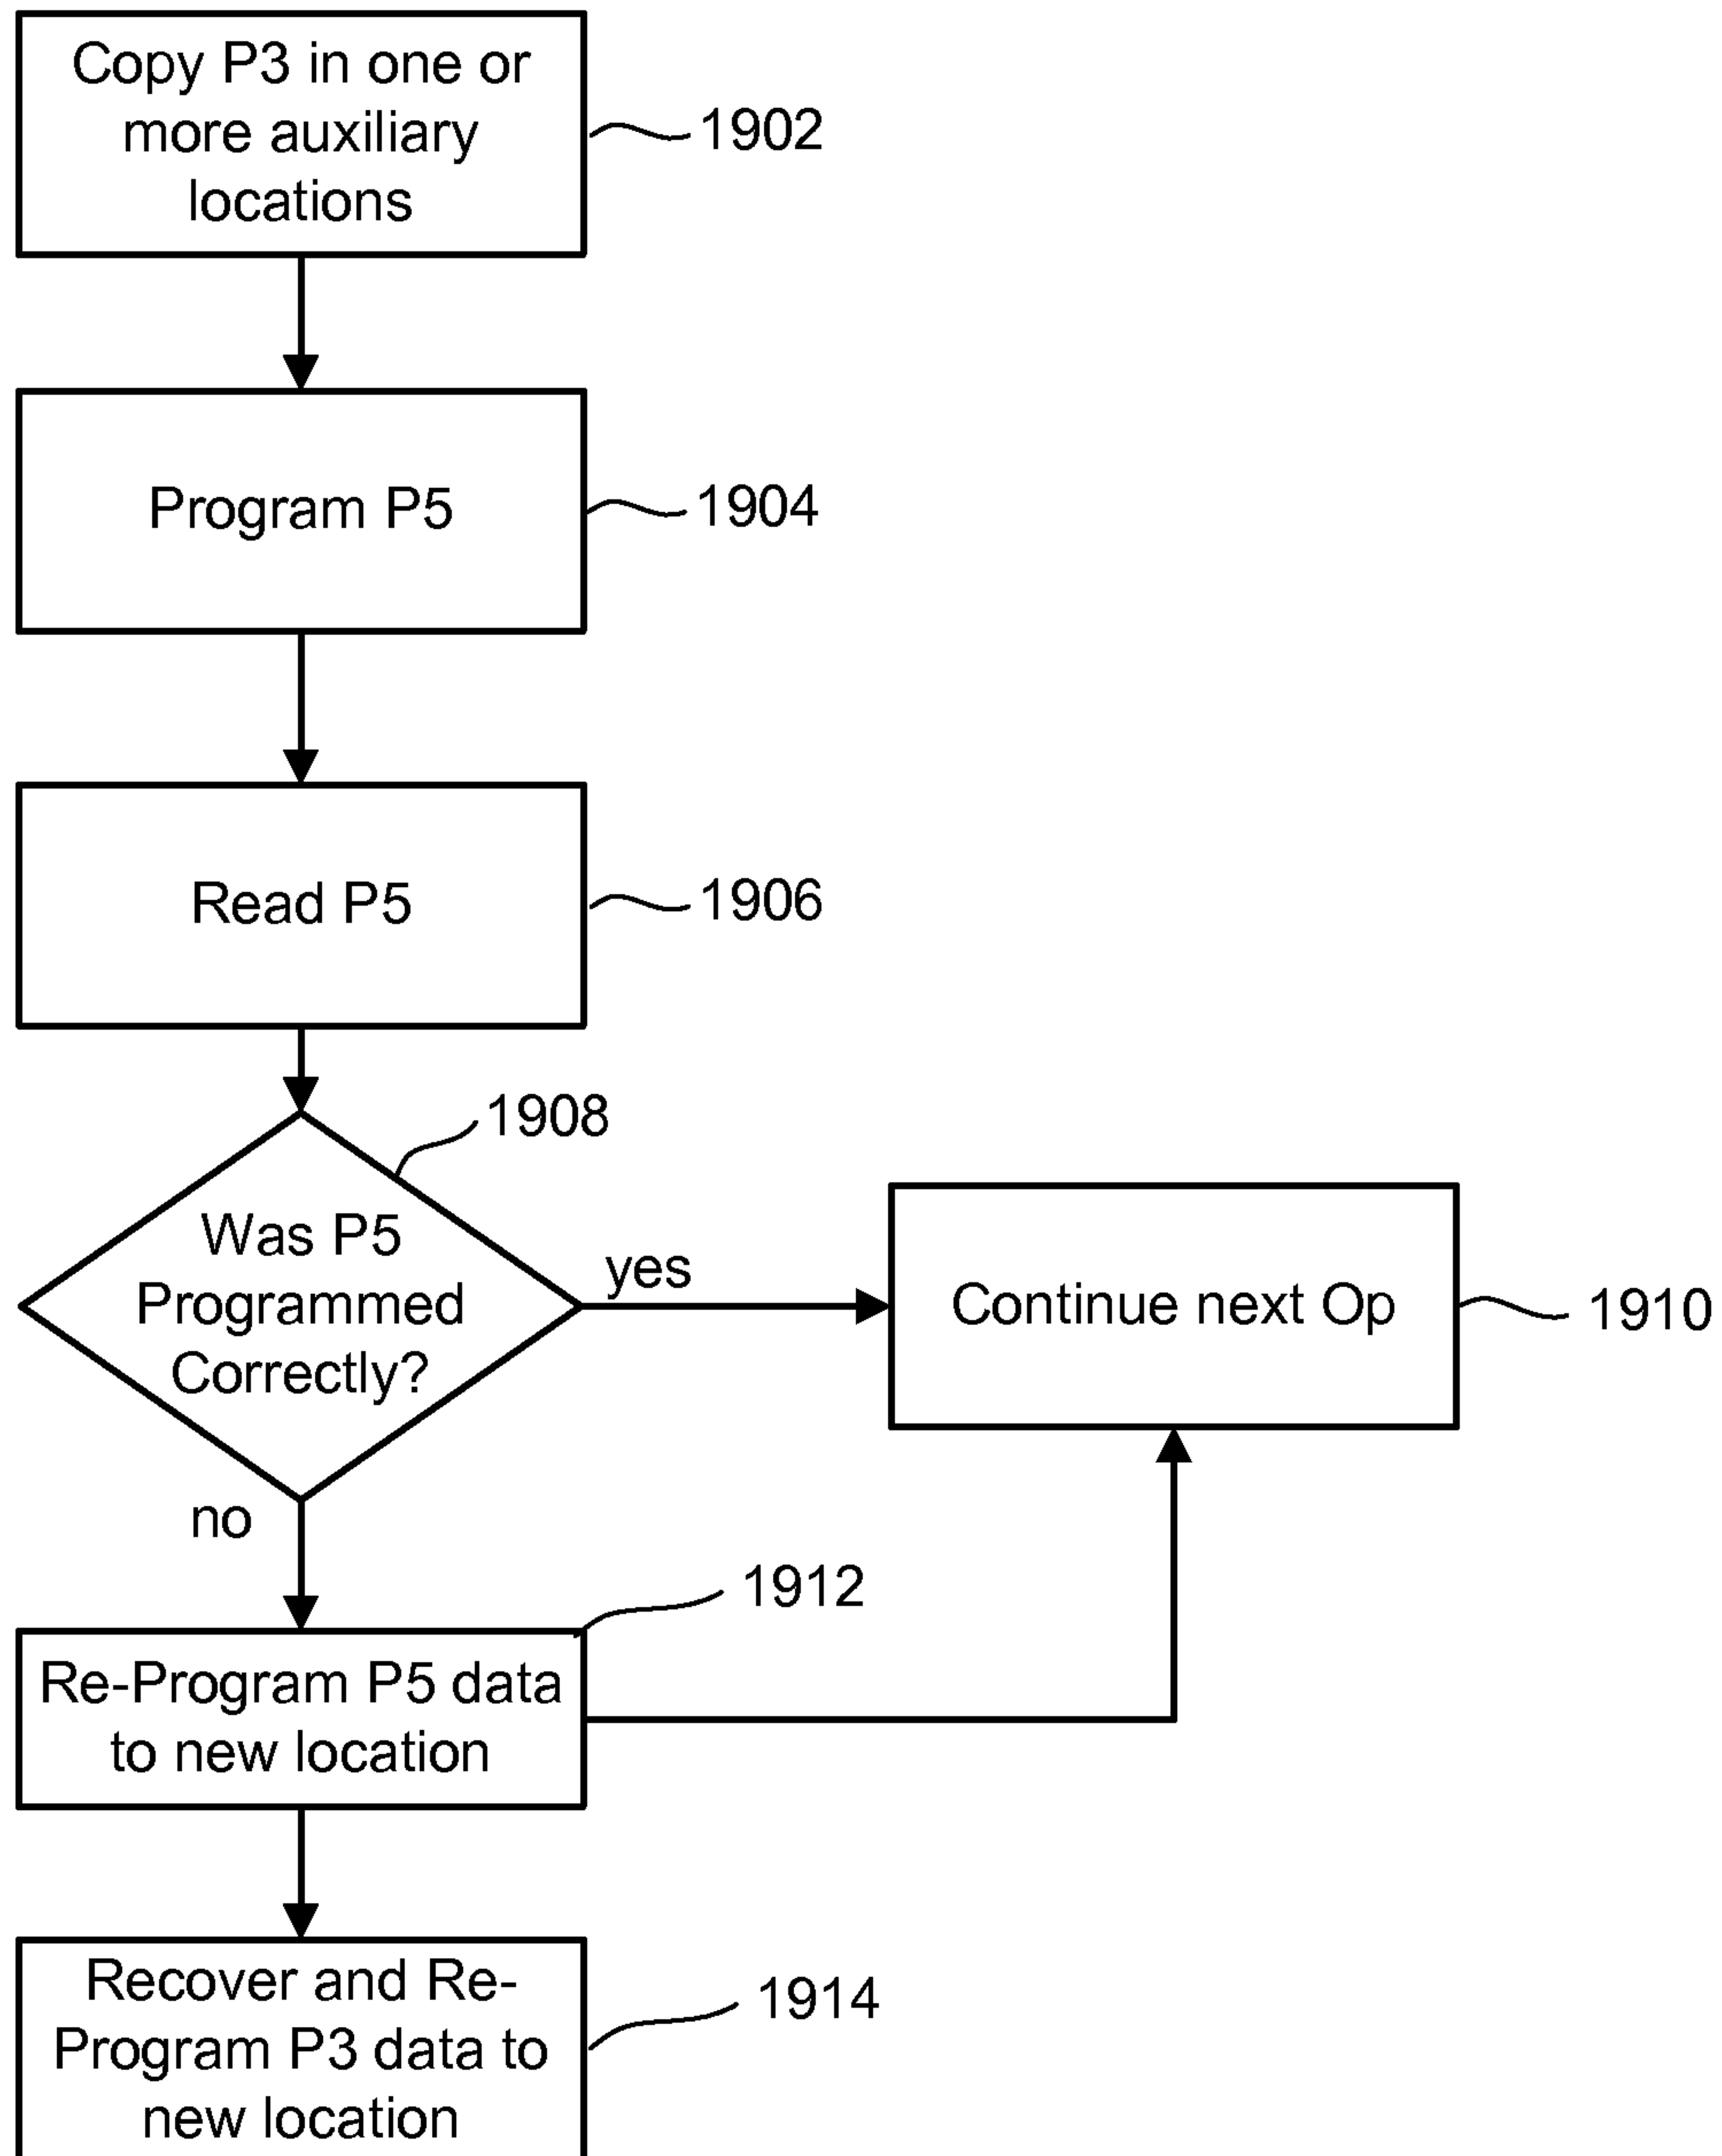 Copy P3 in one or
more auxiliary
locations
1902
Program P5
1904
Read P5
1906
1908
Was P5
Programmed
Correctly?
yes
Continue next Op
1910
no
1912
Re-Program P5 data
to new location
Recover and Re-
Program P3 data to
new location
1914